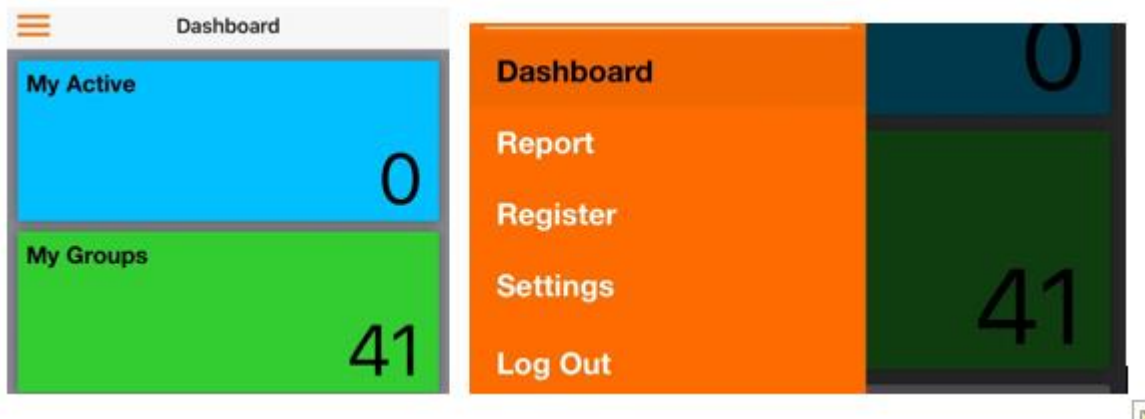 Dashboard
My Active
0
My Groups
41
Dashboard
Report
Register
Settings
Log Out
0
41